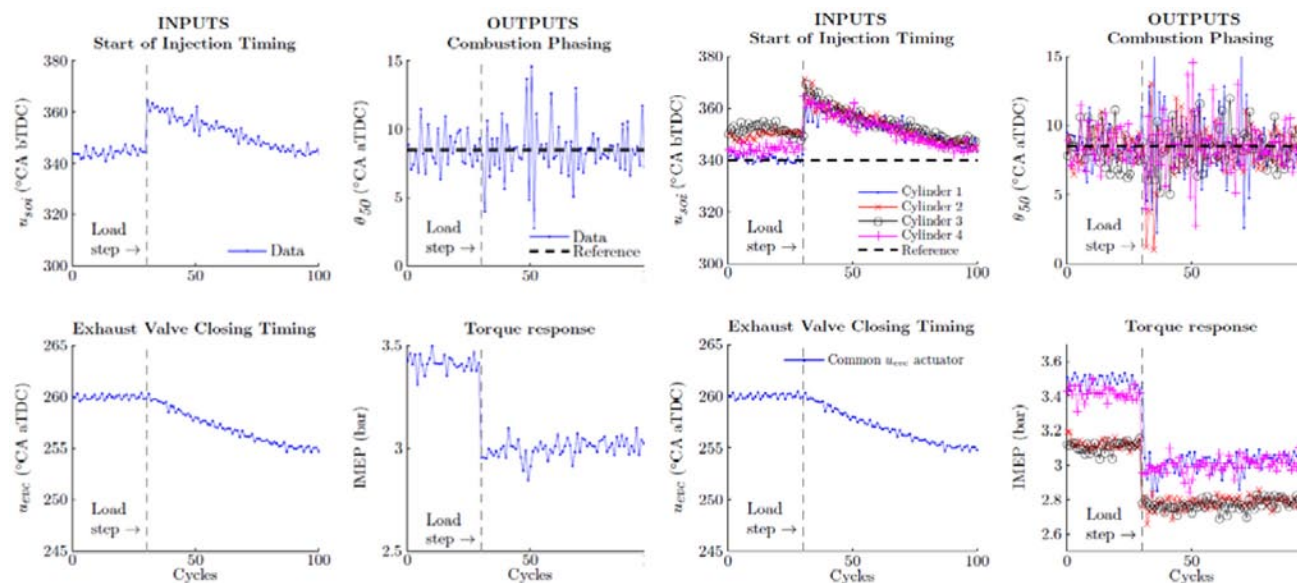 INPUTS
Start of Injection Timing
380
360
340
320
300
0
50
100
u_soi (°CA bTDC)
Load
step →
Data
OUTPUTS
Combustion Phasing
15
10
5
0
0
50
θ_50 (°CA aTDC)
Load
step →
Data
Reference
INPUTS
Start of Injection Timing
380
360
340
320
300
0
50
100
u_soi (°CA bTDC)
Load
step →
Cylinder 1
Cylinder 2
Cylinder 3
Cylinder 4
Reference
OUTPUTS
Combustion Phasing
15
10
5
0
0
50
θ_50 (°CA aTDC)
Load
step →
Exhaust Valve Closing Timing
265
260
255
250
245
0
50
100
u_evc (°CA aTDC)
Load
step →
Cycles
Torque response
3.5
3
2.5
0
50
IMEP (bar)
Load
step →
Cycles
Exhaust Valve Closing Timing
265
260
255
250
245
0
50
100
u_evc (°CA aTDC)
Common u_evc actuator
Load
step →
Cycles
Torque response
3.6
3.4
3.2
3
2.8
2.6
0
50
IMEP (bar)
Load
step →
Cycles